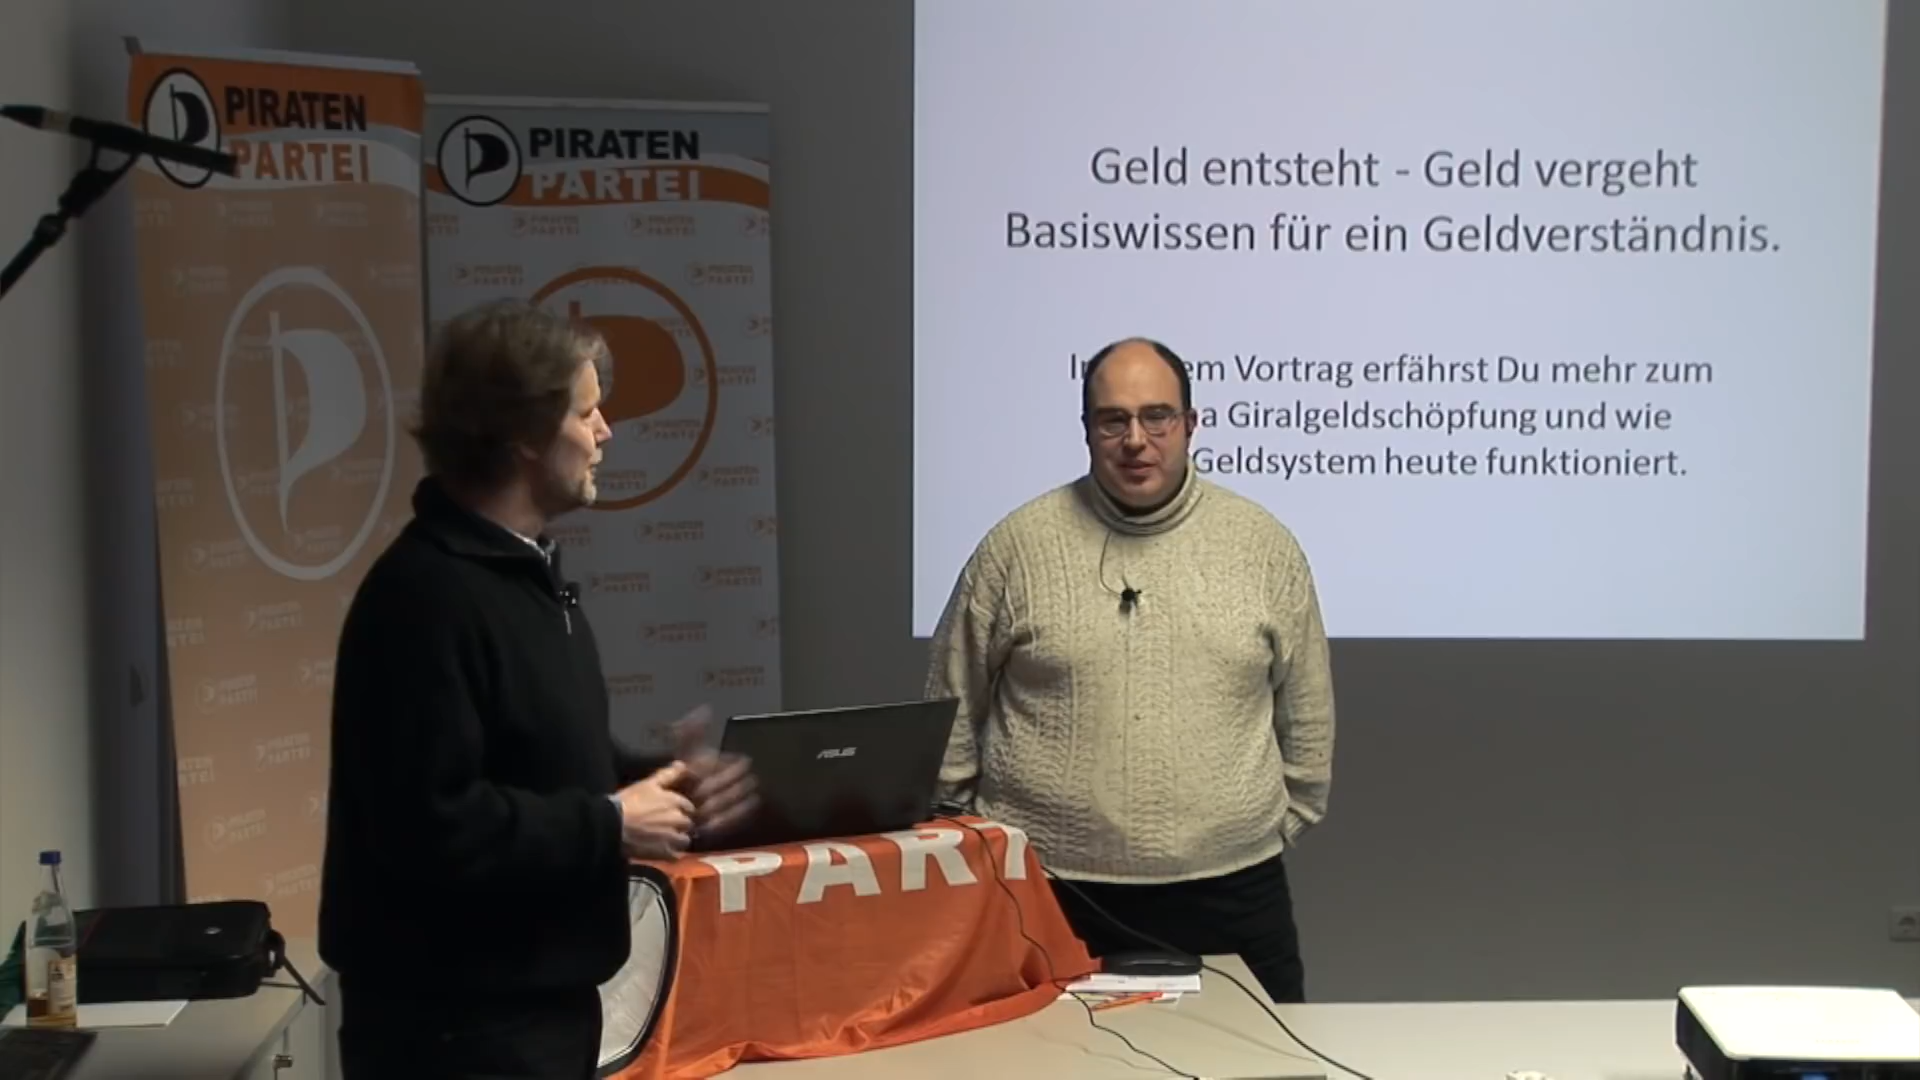 PIRATEN
PARTEI
PIRATEN
PARTEI
Geld entsteht - Geld vergeht
Basiswissen für ein Geldverständnis.
em Vortrag erfährst Du mehr zum
a Giralgeldschöpfung und wie
Geldsystem heute funktioniert.
ASUS
PART